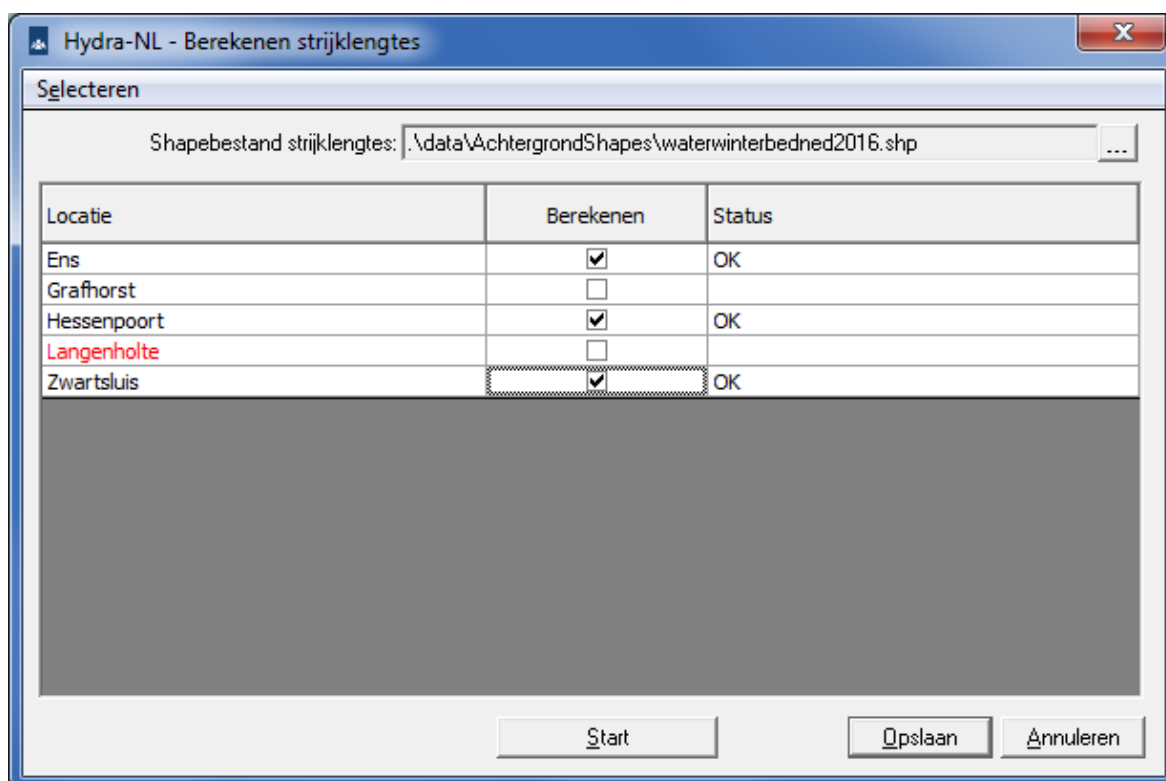 Hydra-NL - Berekenen strijklengtes
x
Selecteren
Shapebestand strijklengtes: .\data\AchtergrondShapes\waterwinterbedned2016.shp ...
Locatie Berekenen Status
Ens OK
Grafhorst
Hessenpoort OK
Langenholte
Zwartsluis OK
Start Opslaan Annuleren